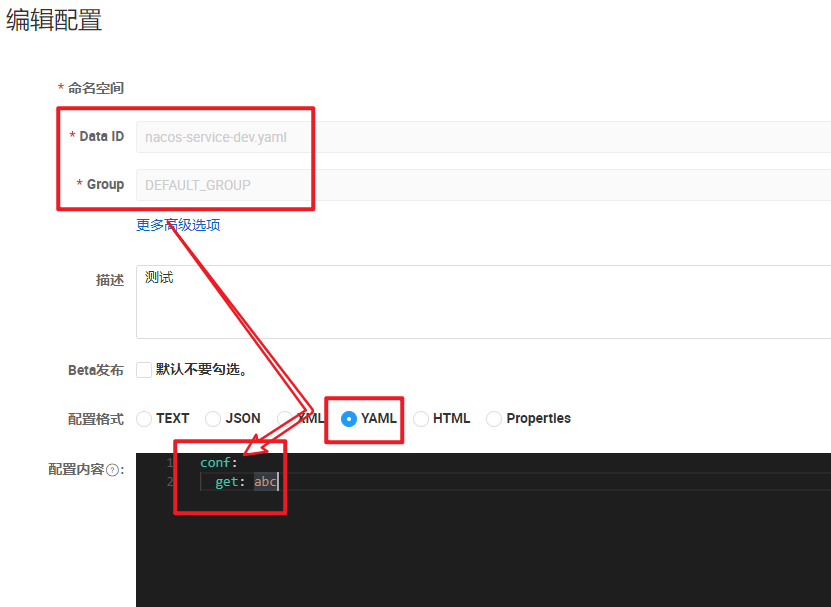 编辑配置
* 命名空间
* Data ID nacos-service-dev.yaml
* Group DEFAULT_GROUP
更多高级选项
描述 测试
Beta发布 默认不要勾选。
配置格式 TEXT JSON XML YAML HTML Properties
配置内容?: 1 conf:
2 get: abc